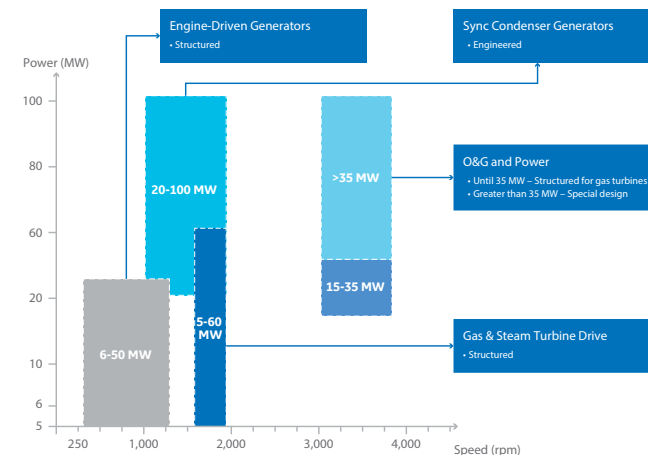 Engine-Driven Generators
• Structured
Sync Condenser Generators
• Engineered
Power (MW)
100
80
60
20
10
6
5
20-100 MW
>35 MW
O&G and Power
• Until 35 MW – Structured for gas turbines
• Greater than 35 MW – Special design
15-35 MW
5-60
MW
6-50 MW
Gas & Steam Turbine Drive
• Structured
250
1,000
2,000
3,000
4,000
Speed (rpm)